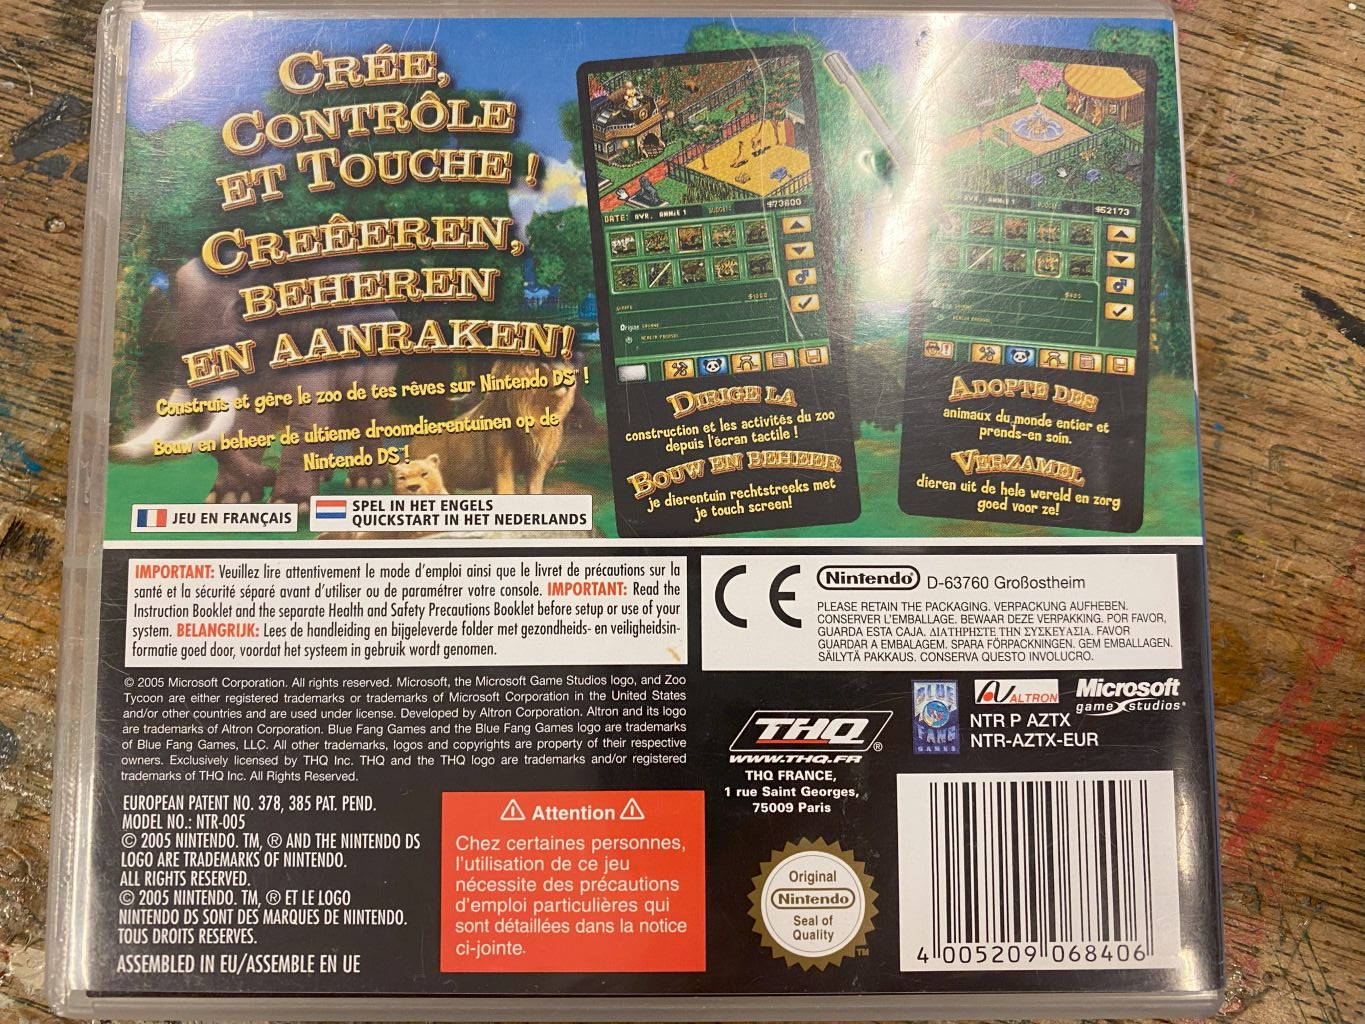 CRÉE,
CONTRÔLE
ET TOUCHE !
CREËEREN,
BEHEREN
EN AANRAKEN!
Construis et gère le zoo de tes rêves sur Nintendo DS™ !
Bouw en beheer de ultieme droomdierentuinen op de
Nintendo DS™!
DATE: AVR. ANNÉE 1 BUDGET: $73800
$1200
Origine SAVANE
AVR. ANNÉE 1 BUDGET: $52173
DIRIGE LA
construction et les activités du zoo
depuis l'écran tactile !
BOUW EN BEHEER
je dierentuin rechtstreeks met
je touch screen!
ADOPTE DES
animaux du monde entier et
prends-en soin.
VERZAMEL
dieren uit de hele wereld en zorg
goed voor ze!
JEU EN FRANÇAIS
SPEL IN HET ENGELS
QUICKSTART IN HET NEDERLANDS
IMPORTANT: Veuillez lire attentivement le mode d'emploi ainsi que le livret de précautions sur la
santé et la sécurité séparé avant d'utiliser ou de paramétrer votre console. IMPORTANT: Read the
Instruction Booklet and the separate Health and Safety Precautions Booklet before setup or use of your
system. BELANGRIJK: Lees de handleiding en bijgeleverde folder met gezondheids- en veiligheidsin-
formatie goed door, voordat het systeem in gebruik wordt genomen.
CE
Nintendo® D-63760 Großostheim
PLEASE RETAIN THE PACKAGING. VERPACKUNG AUFHEBEN.
CONSERVER L'EMBALLAGE. BEWAAR DEZE VERPAKKING. POR FAVOR,
GUARDA ESTA CAJA. ΔΙΑΤΗΡΗΣΤΕ ΤΗΝ ΣΥΣΚΕΥΑΣΙΑ. FAVOR
GUARDAR A EMBALAGEM. SPARA FÖRPACKNINGEN. GEM EMBALLAGEN.
SÄILYTÄ PAKKAUS. CONSERVA QUESTO INVOLUCRO.
© 2005 Microsoft Corporation. All rights reserved. Microsoft, the Microsoft Game Studios logo, and Zoo
Tycoon are either registered trademarks or trademarks of Microsoft Corporation in the United States
and/or other countries and are used under license. Developed by Altron Corporation. Altron and its logo
are trademarks of Altron Corporation. Blue Fang Games and the Blue Fang Games logo are trademarks
of Blue Fang Games, LLC. All other trademarks, logos and copyrights are property of their respective
owners. Exclusively licensed by THQ Inc. THQ and the THQ logo are trademarks and/or registered
trademarks of THQ Inc. All Rights Reserved.
THQ®
WWW.THQ.FR
THQ FRANCE,
1 rue Saint Georges,
75009 Paris
BLUE
FANG
GAMES
ALTRON
Microsoft
game studios®
NTR P AZTX
NTR-AZTX-EUR
EUROPEAN PATENT NO. 378, 385 PAT. PEND.
MODEL NO.: NTR-005
© 2005 NINTENDO. TM, ® AND THE NINTENDO DS
LOGO ARE TRADEMARKS OF NINTENDO.
ALL RIGHTS RESERVED.
© 2005 NINTENDO. TM, ® ET LE LOGO
NINTENDO DS SONT DES MARQUES DE NINTENDO.
TOUS DROITS RESERVES.
ASSEMBLED IN EU/ASSEMBLE EN UE
Attention
Chez certaines personnes,
l'utilisation de ce jeu
nécessite des précautions
d'emploi particulières qui
sont détaillées dans la notice
ci-jointe.
Original
Nintendo
Seal of
Quality
TM
4 005209 068406